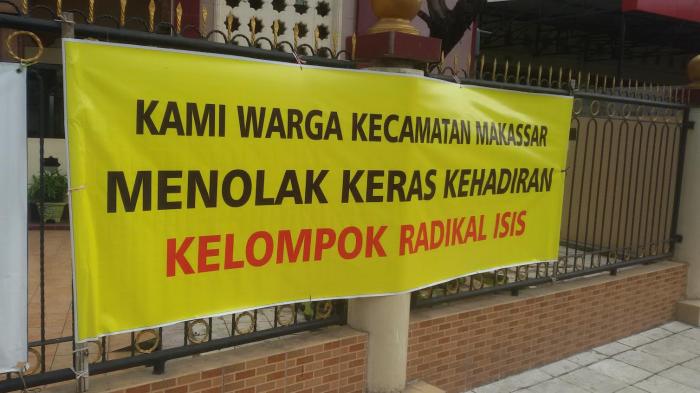 KAMI WARGA KECAMATAN MAKASSAR
MENOLAK KERAS KEHADIRAN
KELOMPOK RADIKAL ISIS